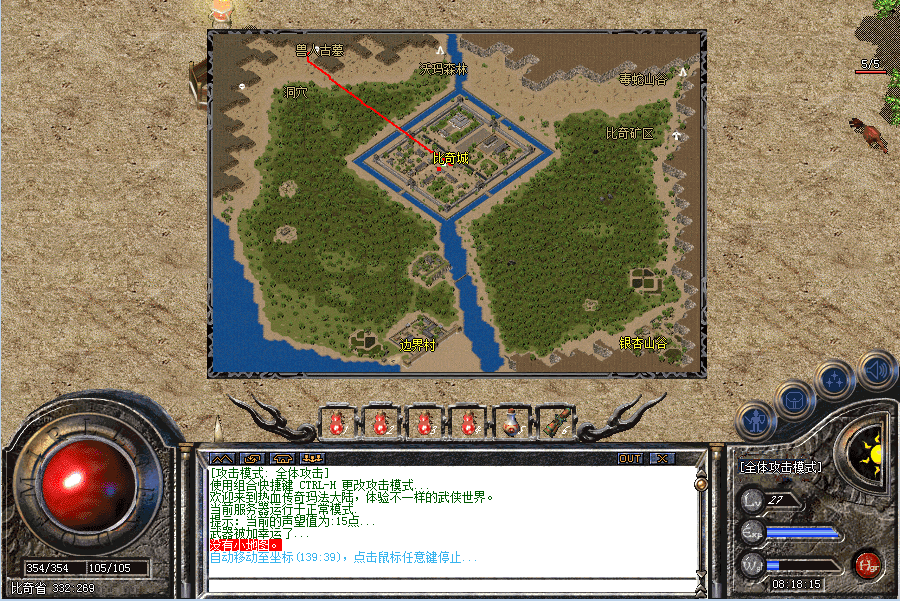 兽人古墓
沃玛森林
5/5
毒蛇山谷
洞穴
比奇矿区
比奇城
银杏山谷
边界村
OUT
[攻击模式: 全体攻击]
使用组合快捷键 CTRL-H 更改攻击模式...
欢迎来到热血传奇玛法大陆，体验不一样的武侠世界。
当前服务器运行于正常模式
提示: 当前的声望值为:15点...
武器被加幸运了...
没有小地图。
自动移动至坐标(139:39)，点击鼠标任意键停止...
[全体攻击模式]
Lv 27
Exp
W
354/354 105/105
比奇省 332:269
08:18:15